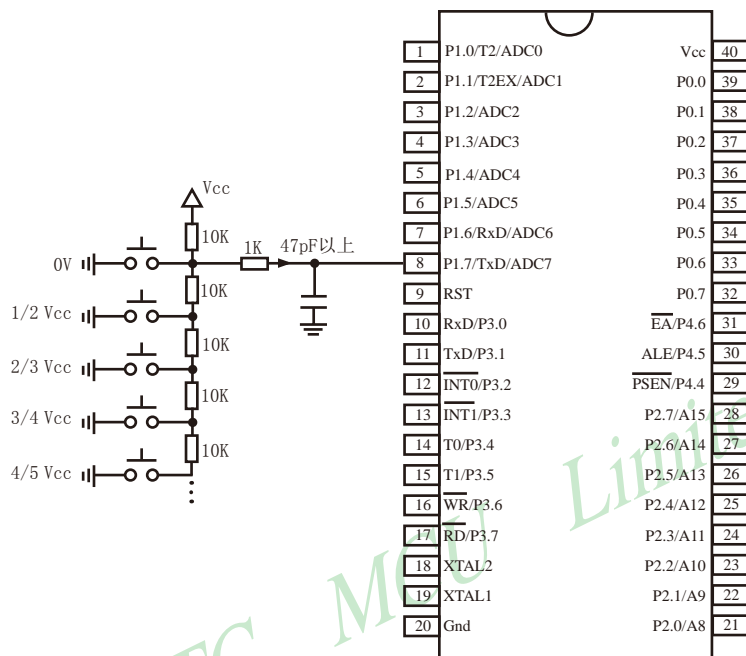 Vcc
10K
1K
47pF以上
0V
10K
1/2 Vcc
10K
2/3 Vcc
10K
3/4 Vcc
10K
4/5 Vcc
1 P1.0/T2/ADC0
2 P1.1/T2EX/ADC1
3 P1.2/ADC2
4 P1.3/ADC3
5 P1.4/ADC4
6 P1.5/ADC5
7 P1.6/RxD/ADC6
8 P1.7/TxD/ADC7
9 RST
10 RxD/P3.0
11 TxD/P3.1
12 INT0/P3.2
13 INT1/P3.3
14 T0/P3.4
15 T1/P3.5
16 WR/P3.6
17 RD/P3.7
18 XTAL2
19 XTAL1
20 Gnd
Vcc 40
P0.0 39
P0.1 38
P0.2 37
P0.3 36
P0.4 35
P0.5 34
P0.6 33
P0.7 32
EA/P4.6 31
ALE/P4.5 30
PSEN/P4.4 29
P2.7/A15 28
P2.6/A14 27
P2.5/A13 26
P2.4/A12 25
P2.3/A11 24
P2.2/A10 23
P2.1/A9 22
P2.0/A8 21
MCU